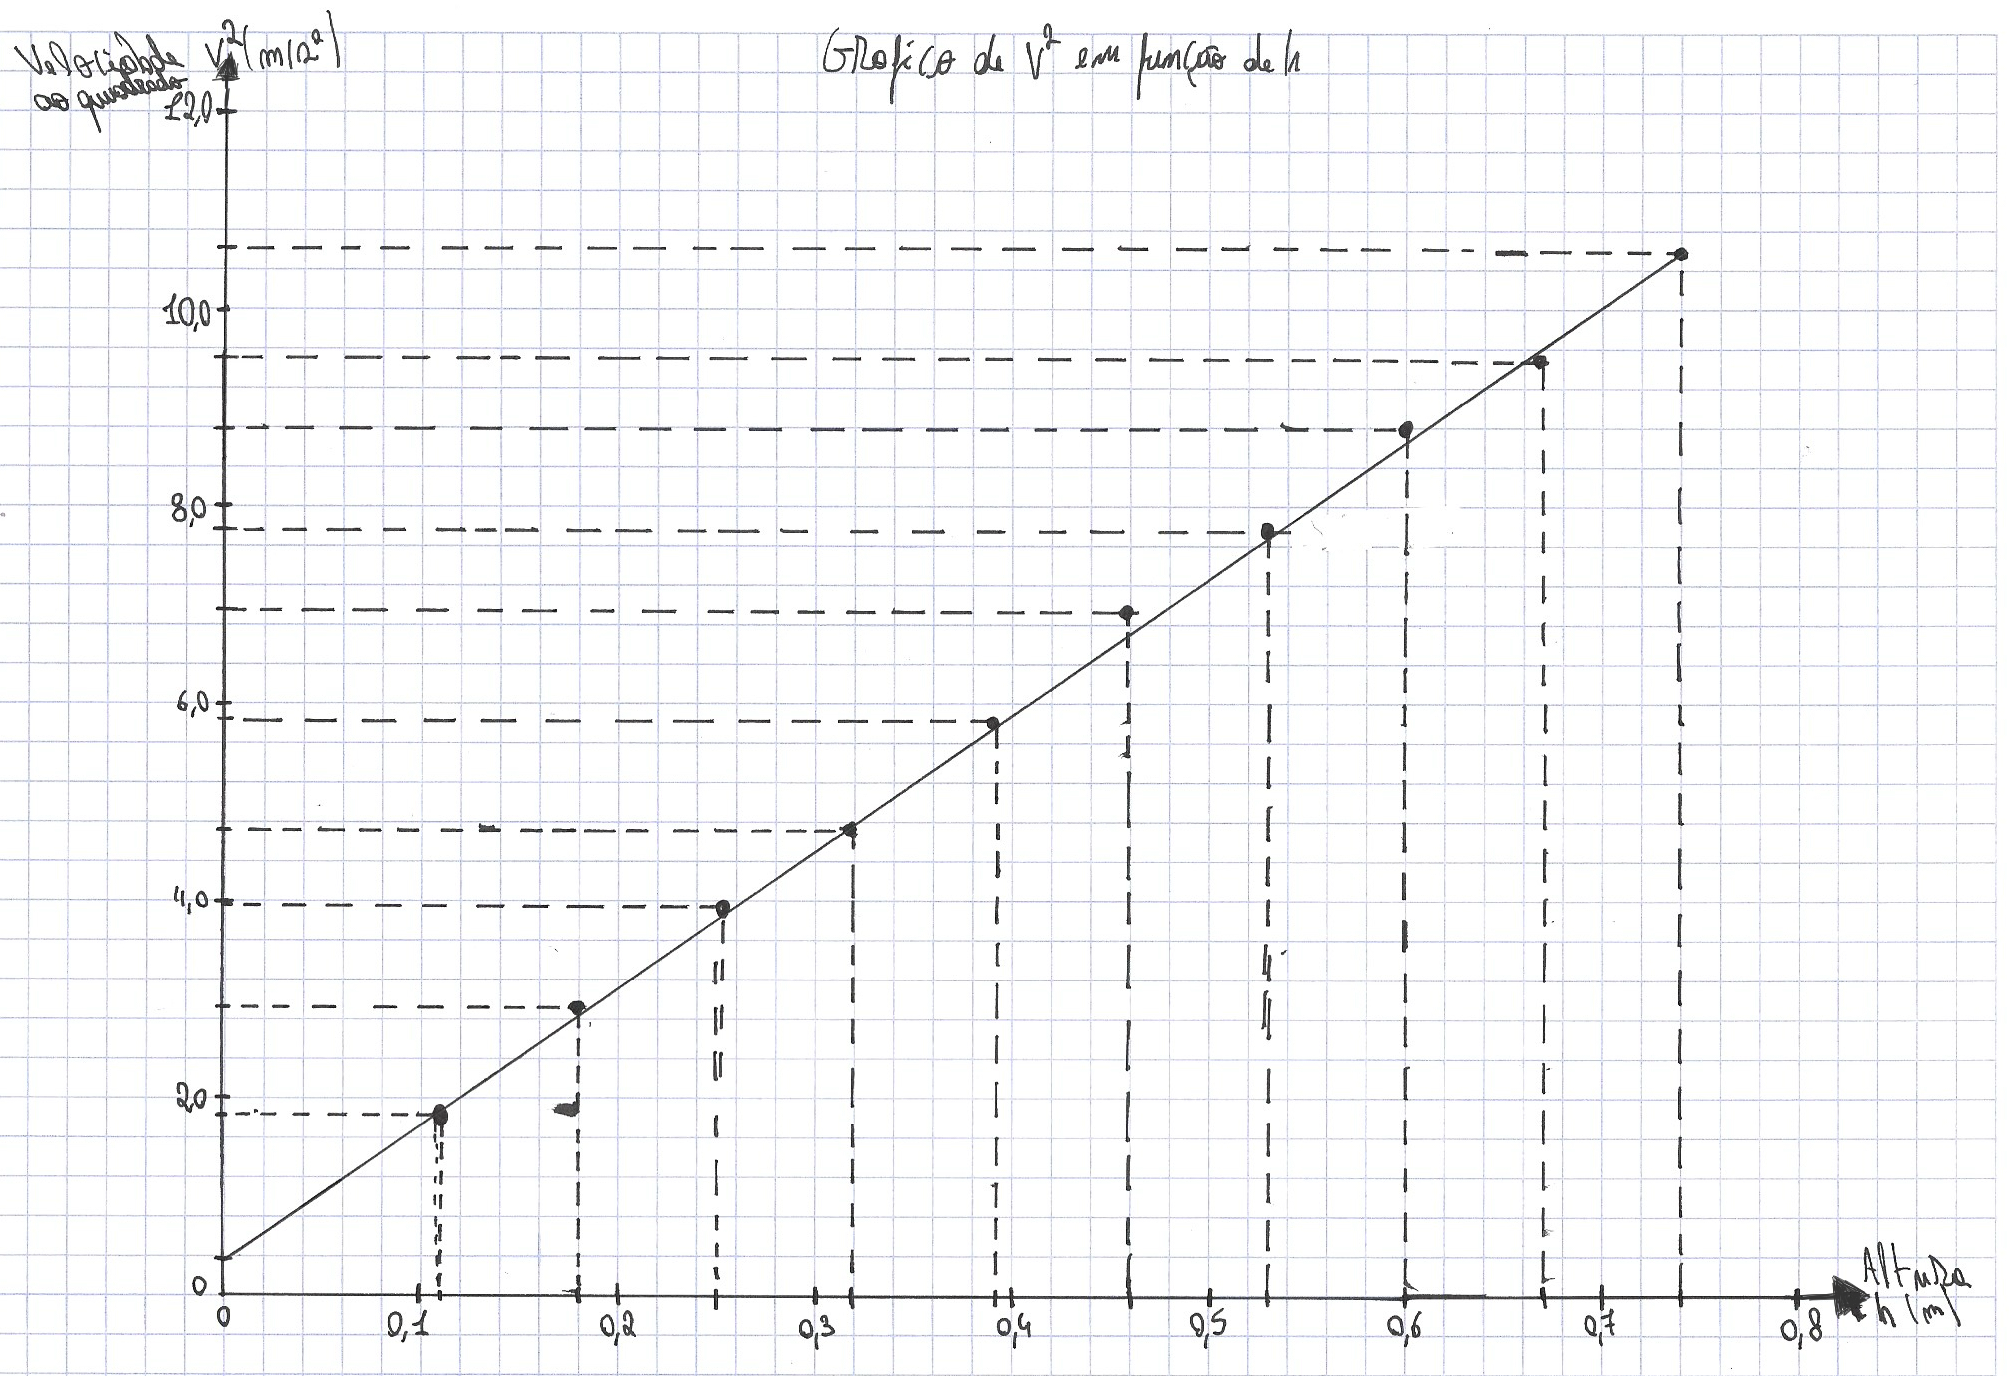 Velocidade V²(m/s²)
ao quadrado
Gráfico de V² em função de h
12,0
10,0
8,0
6,0
4,0
2,0
0
0 0,1 0,2 0,3 0,4 0,5 0,6 0,7 0,8
Altura
h (m)